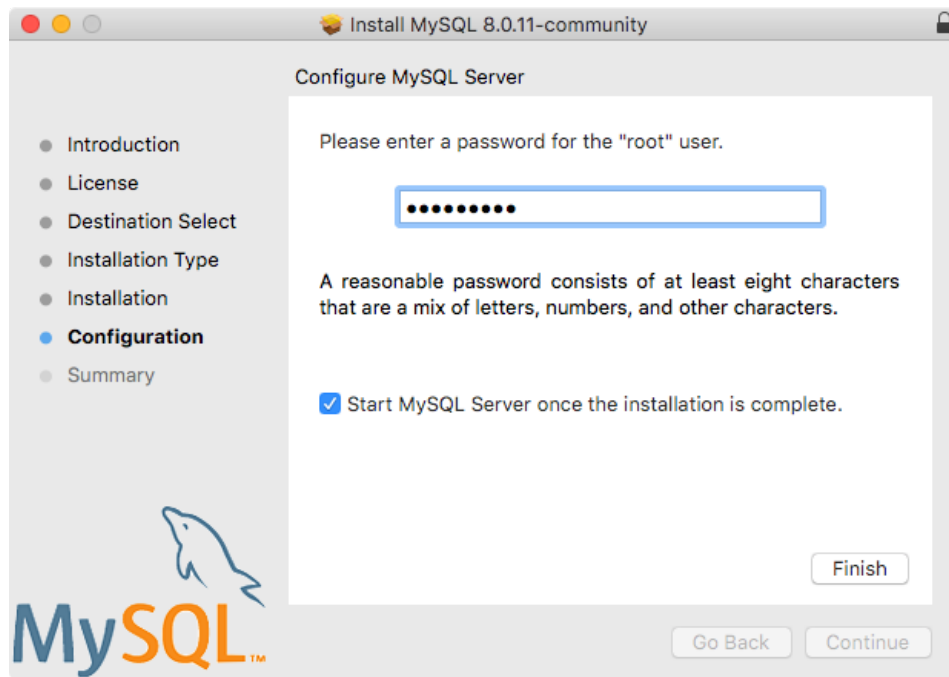 Install MySQL 8.0.11-community
Configure MySQL Server
Introduction
License
Destination Select
Installation Type
Installation
Configuration
Summary
Please enter a password for the "root" user.
•••••••••
A reasonable password consists of at least eight characters
that are a mix of letters, numbers, and other characters.
Start MySQL Server once the installation is complete.
Finish
MySQL™
Go Back
Continue